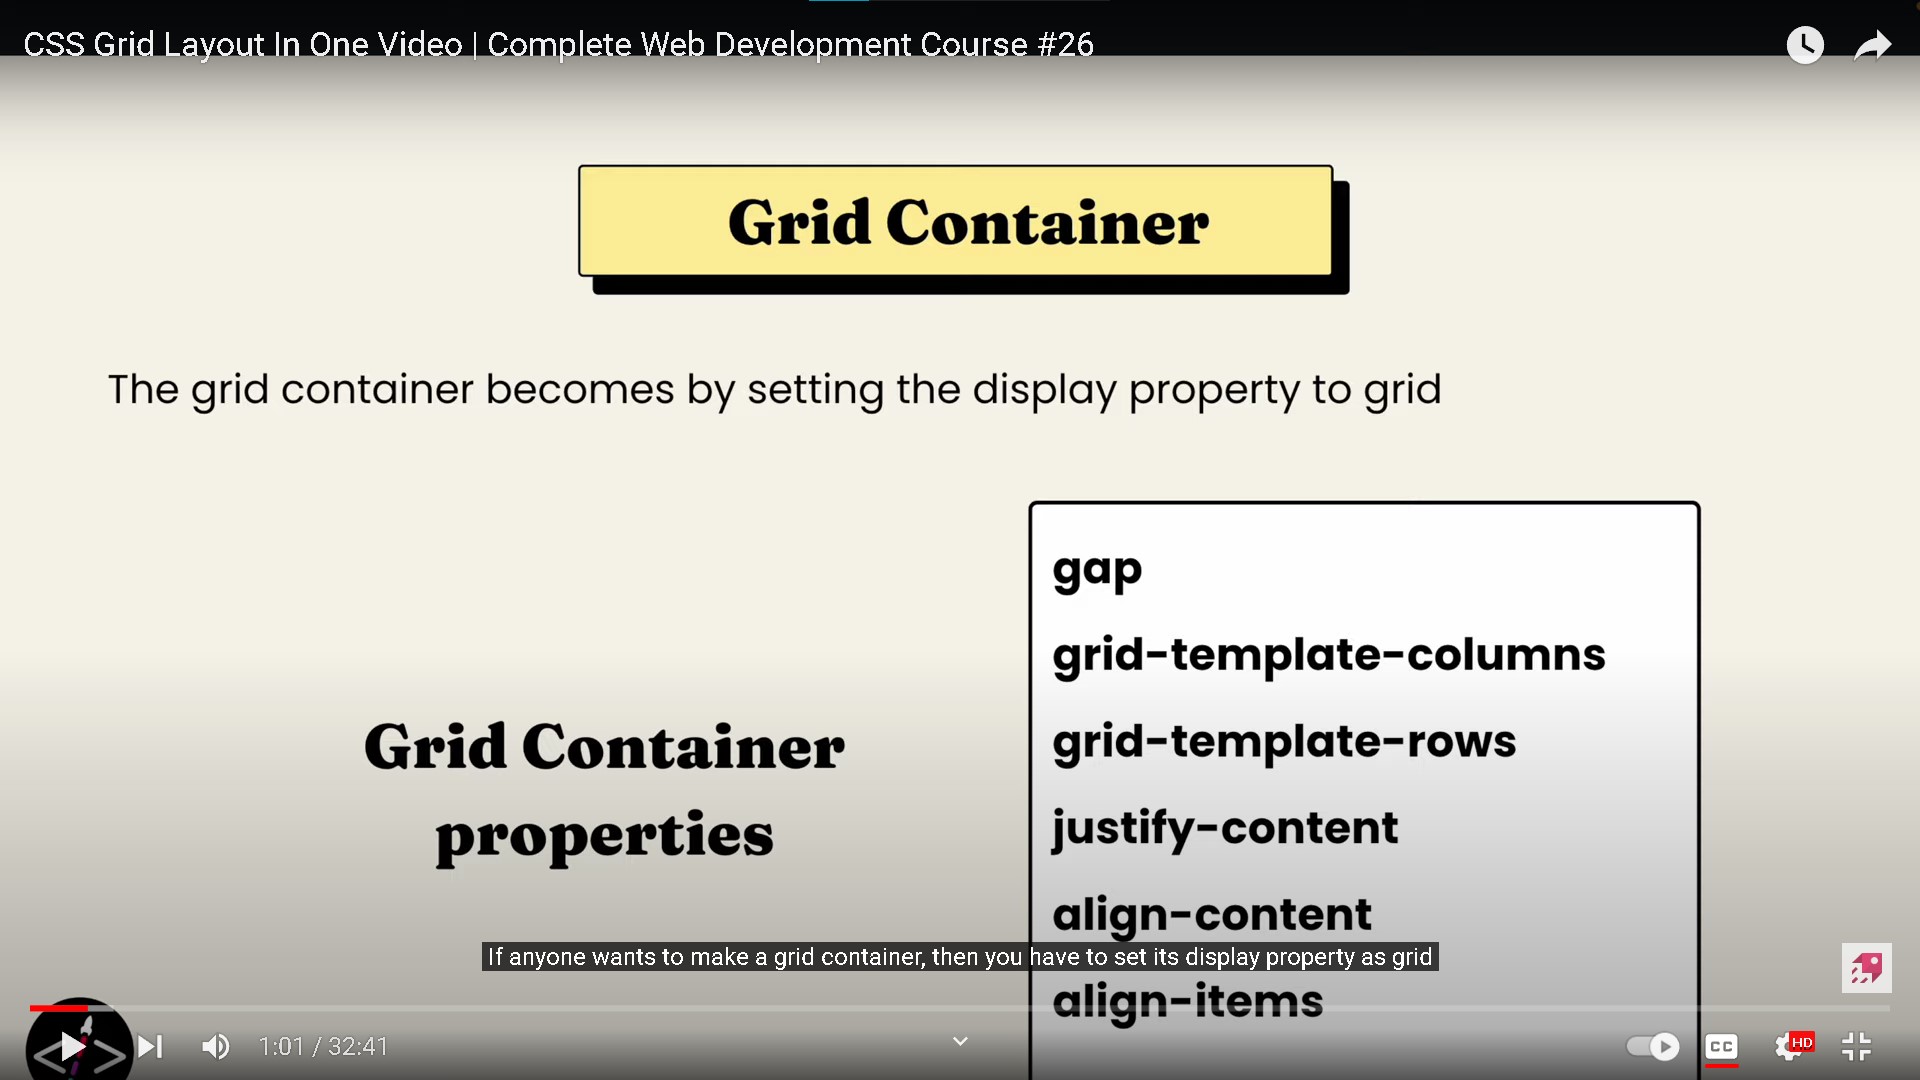 CSS Grid Layout In One Video | Complete Web Development Course #26
Grid Container
The grid container becomes by setting the display property to grid
gap
grid-template-columns
grid-template-rows
justify-content
align-content
align-items
Grid Container
properties
If anyone wants to make a grid container, then you have to set its display property as grid
1:01 / 32:41
CC
HD